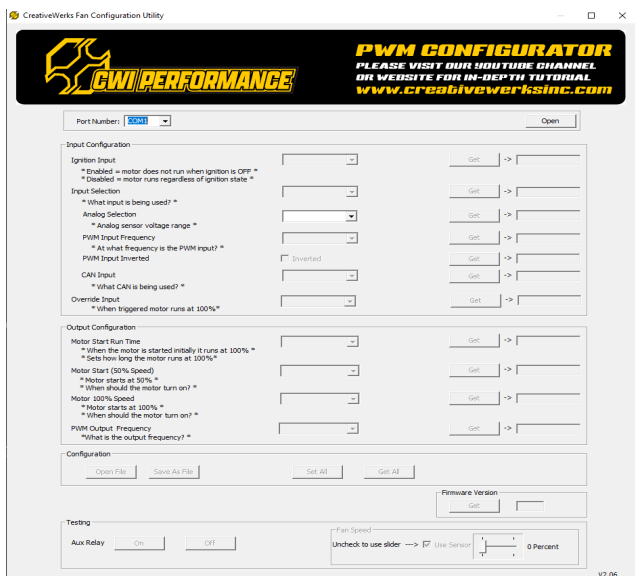 CreativeWerks Fan Configuration Utility
CWI PERFORMANCE
PWM CONFIGURATOR
PLEASE VISIT OUR YOUTUBE CHANNEL
OR WEBSITE FOR IN-DEPTH TUTORIAL
www.creativewerksinc.com
Port Number: COM1 Open
Input Configuration
Ignition Input Get ->
* Enabled = motor does not run when ignition is OFF *
* Disabled = motor runs regardless of ignition state *
Input Selection Get ->
* What input is being used? *
Analog Selection Get ->
* Analog sensor voltage range *
PWM Input Frequency Get ->
* At what frequency is the PWM input? *
PWM Input Inverted Inverted Get ->
CAN Input Get ->
* What CAN is being used? *
Override Input Get ->
* When triggered motor runs at 100%*
Output Configuration
Motor Start Run Time Get ->
* When the motor is started initially it runs at 100% *
* Sets how long the motor runs at 100%*
Motor Start (50% Speed) Get ->
* Motor starts at 50% *
* When should the motor turn on? *
Motor 100% Speed Get ->
* Motor starts at 100% *
* When should the motor turn on? *
PWM Output Frequency Get ->
*What is the output frequency? *
Configuration
Open File Save As File Set All Get All
Firmware Version
Get
Testing
Aux Relay On Off
Fan Speed
Uncheck to use slider ---> Use Sensor 0 Percent
V2.06